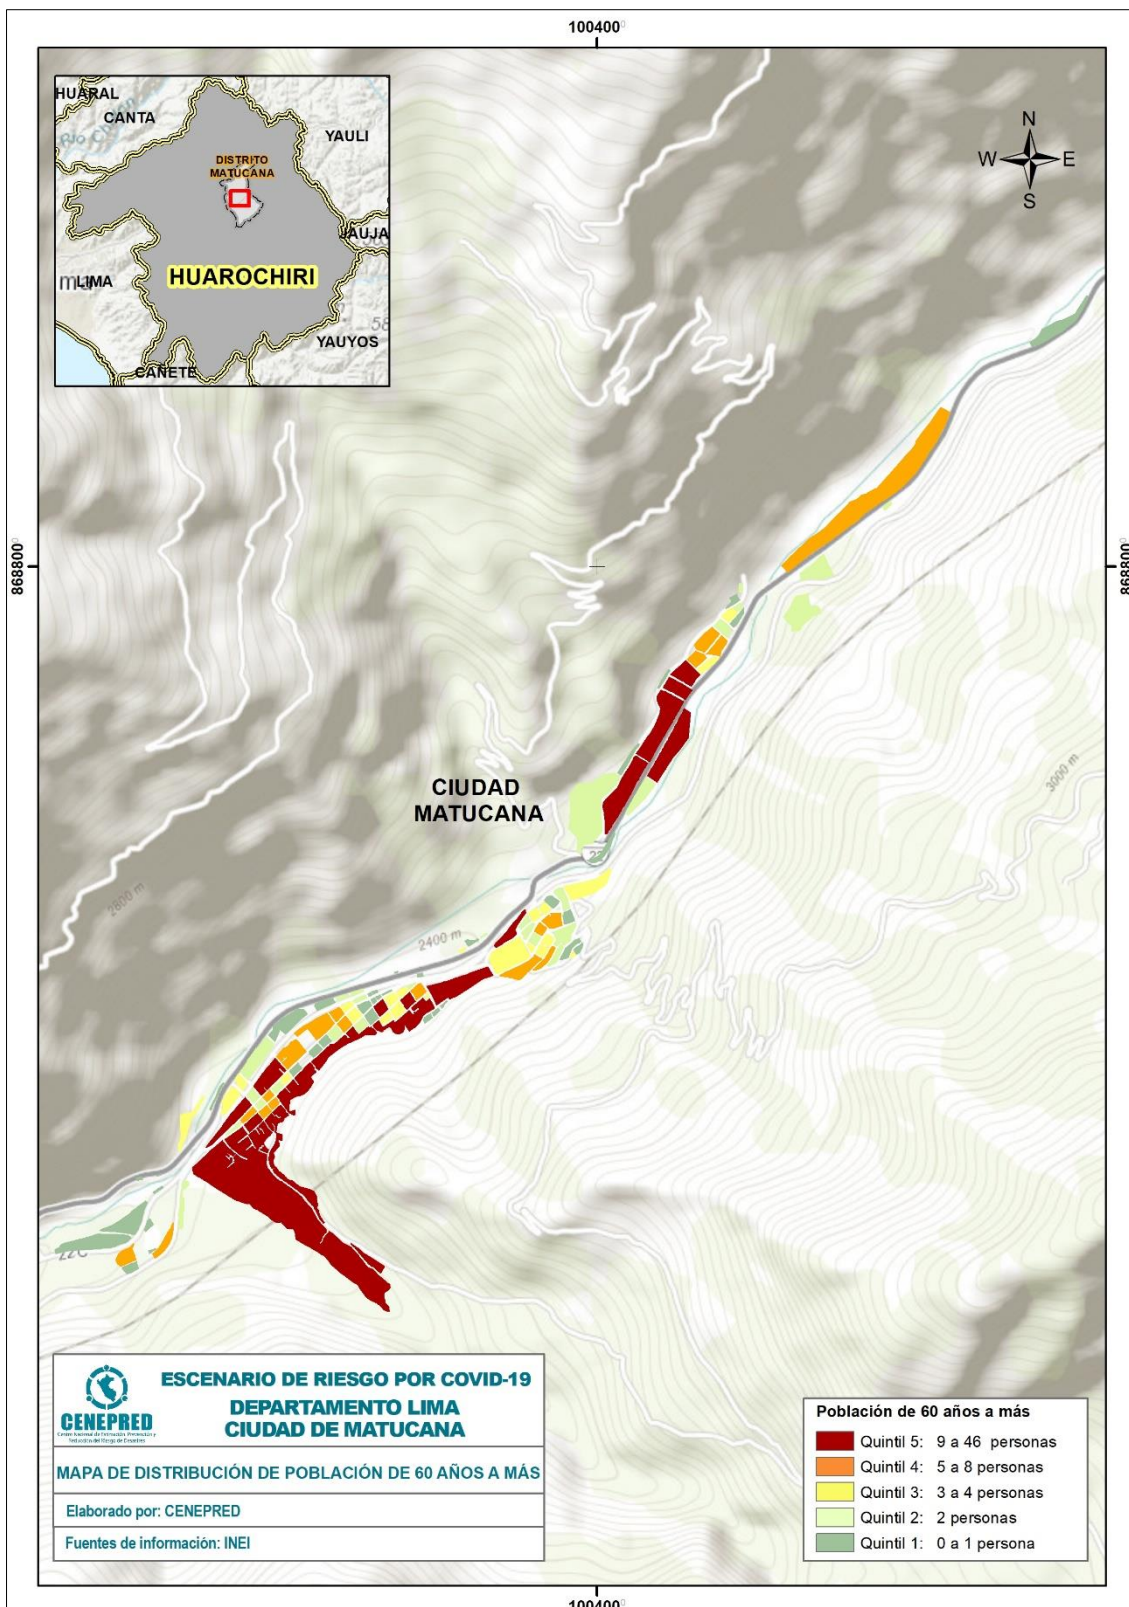 100400
HUARAL
CANTA
YAULI
DISTRITO
MATUCANA
JAUJA
LIMA
HUAROCHIRI
YAUYOS
CAÑETE
N
W E
S
868800
868800
CIUDAD
MATUCANA
3000 m
2800 m
2400 m
22
22C
CENEPRED
ESCENARIO DE RIESGO POR COVID-19
DEPARTAMENTO LIMA
CIUDAD DE MATUCANA
MAPA DE DISTRIBUCIÓN DE POBLACIÓN DE 60 AÑOS A MÁS
Elaborado por: CENEPRED
Fuentes de información: INEI
Población de 60 años a más
Quintil 5: 9 a 46 personas
Quintil 4: 5 a 8 personas
Quintil 3: 3 a 4 personas
Quintil 2: 2 personas
Quintil 1: 0 a 1 persona
100400